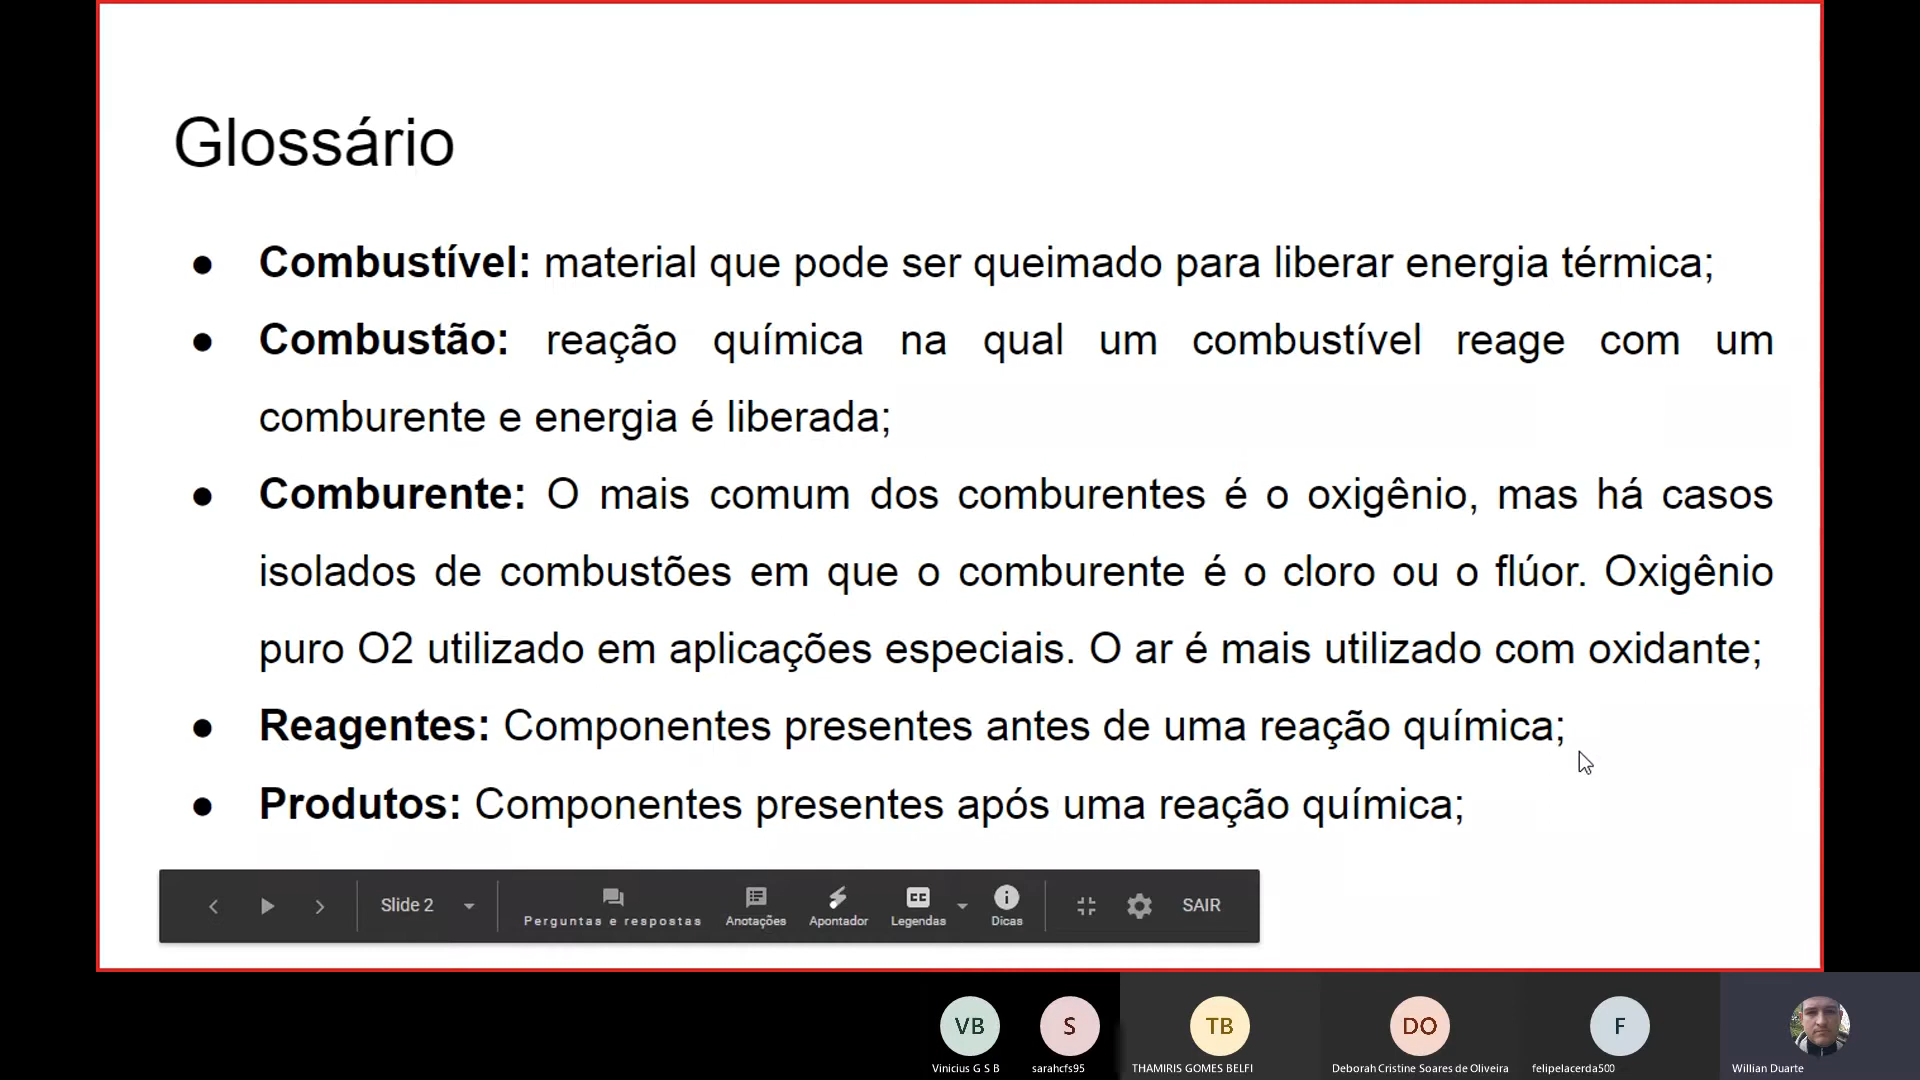 Glossário
● Combustível: material que pode ser queimado para liberar energia térmica;
● Combustão: reação química na qual um combustível reage com um
comburente e energia é liberada;
● Comburente: O mais comum dos comburentes é o oxigênio, mas há casos
isolados de combustões em que o comburente é o cloro ou o flúor. Oxigênio
puro O2 utilizado em aplicações especiais. O ar é mais utilizado com oxidante;
● Reagentes: Componentes presentes antes de uma reação química;
● Produtos: Componentes presentes após uma reação química;
Slide 2
Perguntas e respostas
Anotações
Apontador
CC
Legendas
Dicas
SAIR
VB
S
TB
DO
F
Vinicius G S B
sarahcfs95
THAMIRIS GOMES BELFI
Deborah Cristine Soares de Oliveira
felipelacerda500
Willian Duarte